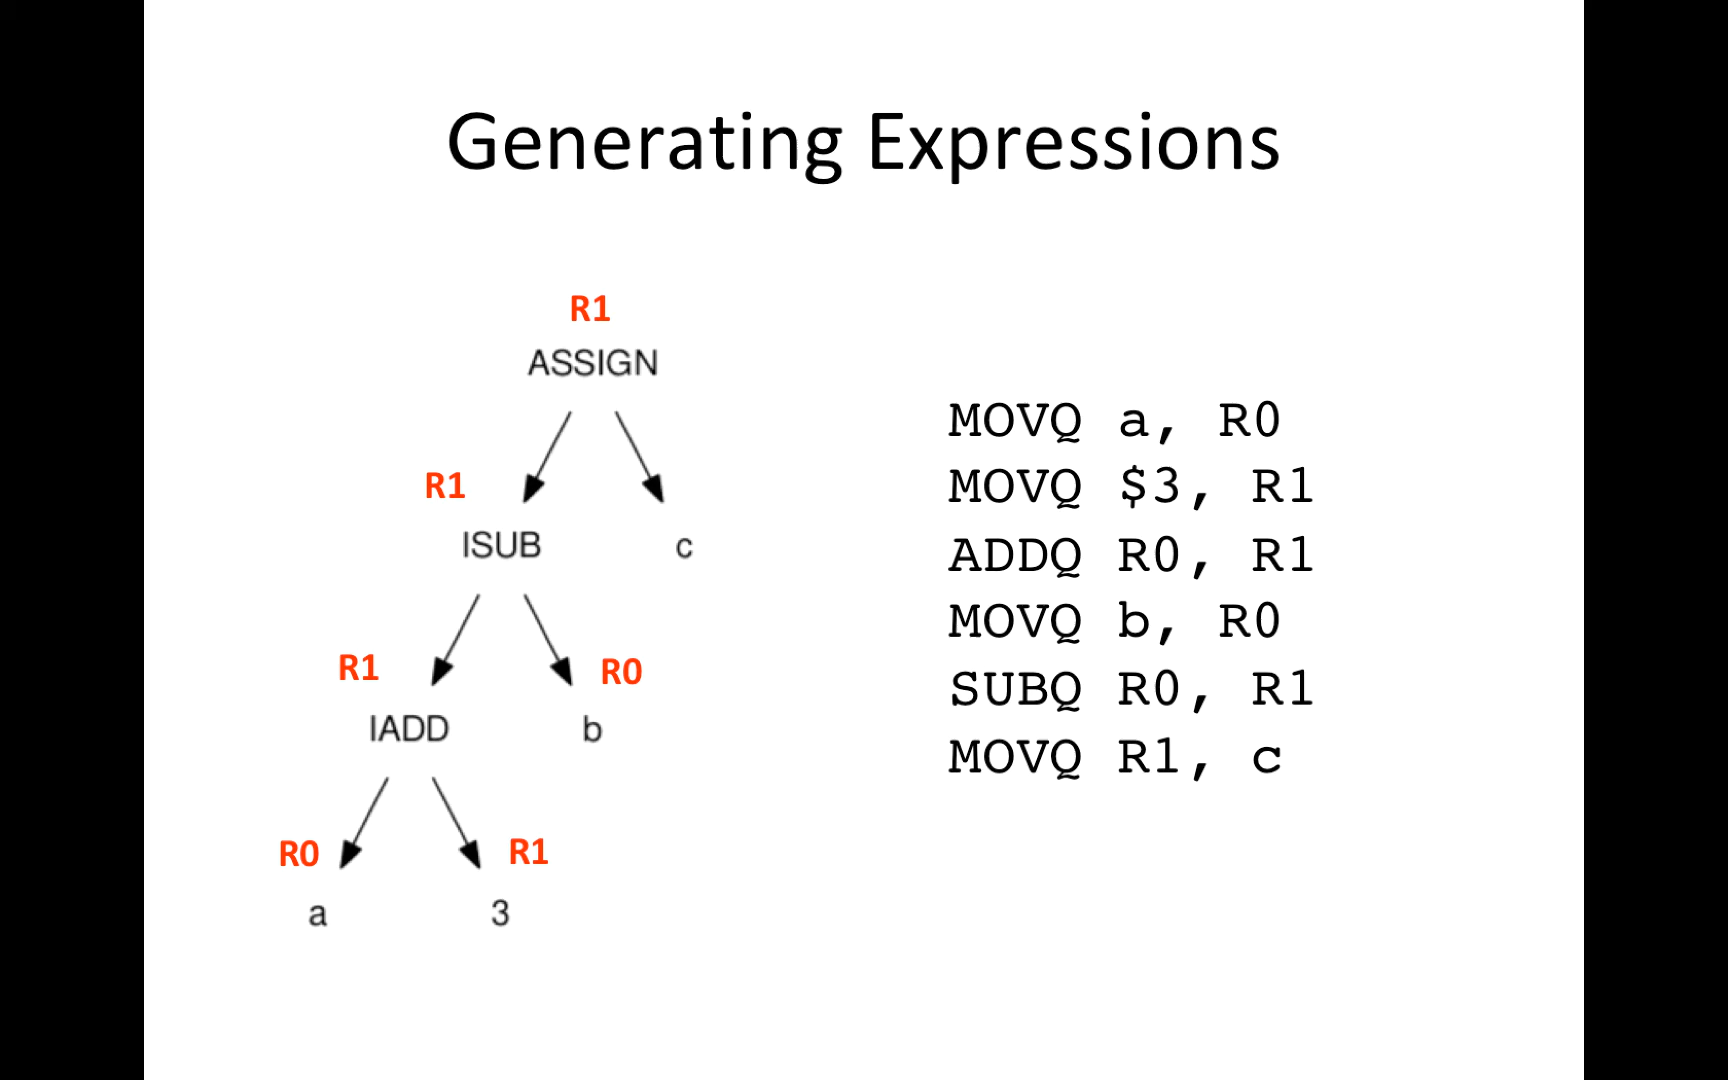 Generating Expressions
R1
ASSIGN
R1
ISUB
c
R1
R0
IADD
b
R0
R1
a
3
MOVQ a, R0
MOVQ $3, R1
ADDQ R0, R1
MOVQ b, R0
SUBQ R0, R1
MOVQ R1, c